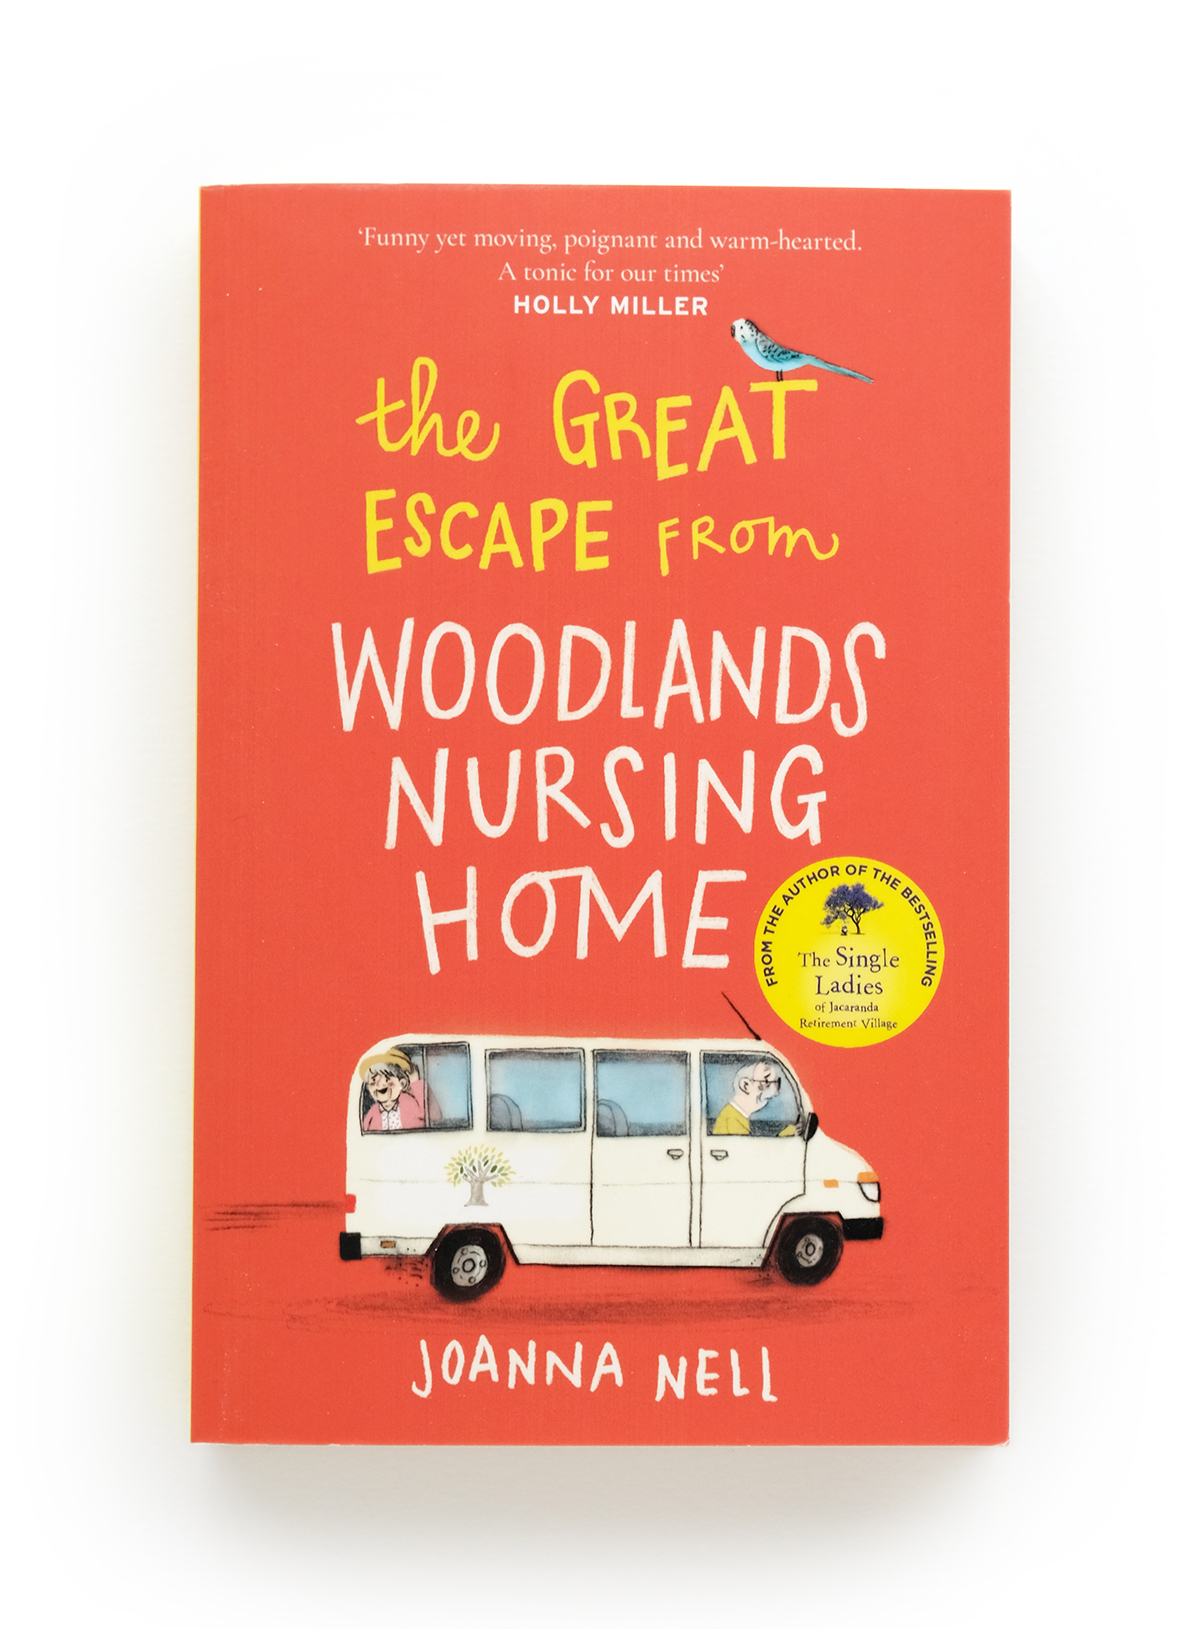 ‘Funny yet moving, poignant and warm-hearted.
A tonic for our times’
HOLLY MILLER
the GREAT
ESCAPE FROM
WOODLANDS
NURSING
HOME
FROM THE AUTHOR OF THE BESTSELLING
The Single
Ladies
of Jacaranda
Retirement Village
JOANNA NELL